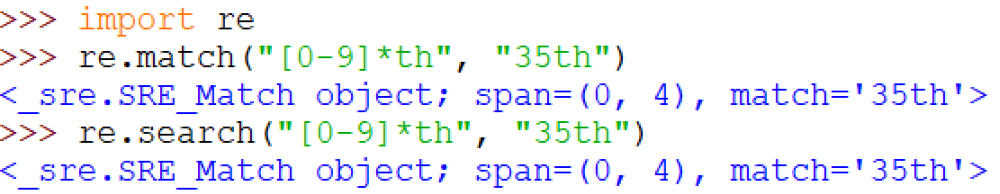 >>> import re
>>> re.match("[0-9]*th", "35th")
<_sre.SRE_Match object; span=(0, 4), match='35th'>
>>> re.search("[0-9]*th", "35th")
<_sre.SRE_Match object; span=(0, 4), match='35th'>